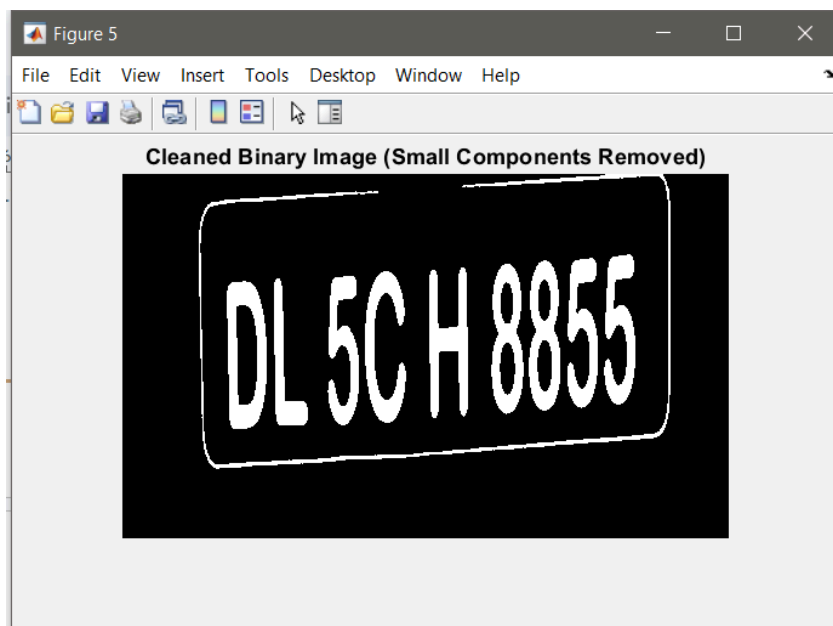 Figure 5
File Edit View Insert Tools Desktop Window Help
Cleaned Binary Image (Small Components Removed)
DL 5C H 8855